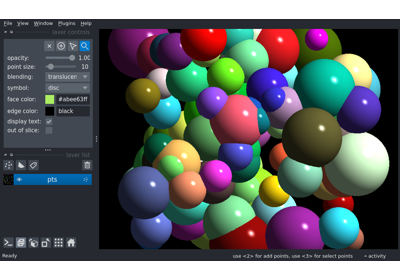 File View Window Plugins Help
layer controls
opacity: 1.00
point size: 10
blending: translucen
symbol: disc
face color: #abee63ff
edge color: black
display text:
out of slice:
layer list
pts
Ready
use <2> for add points, use <3> for select points
activity